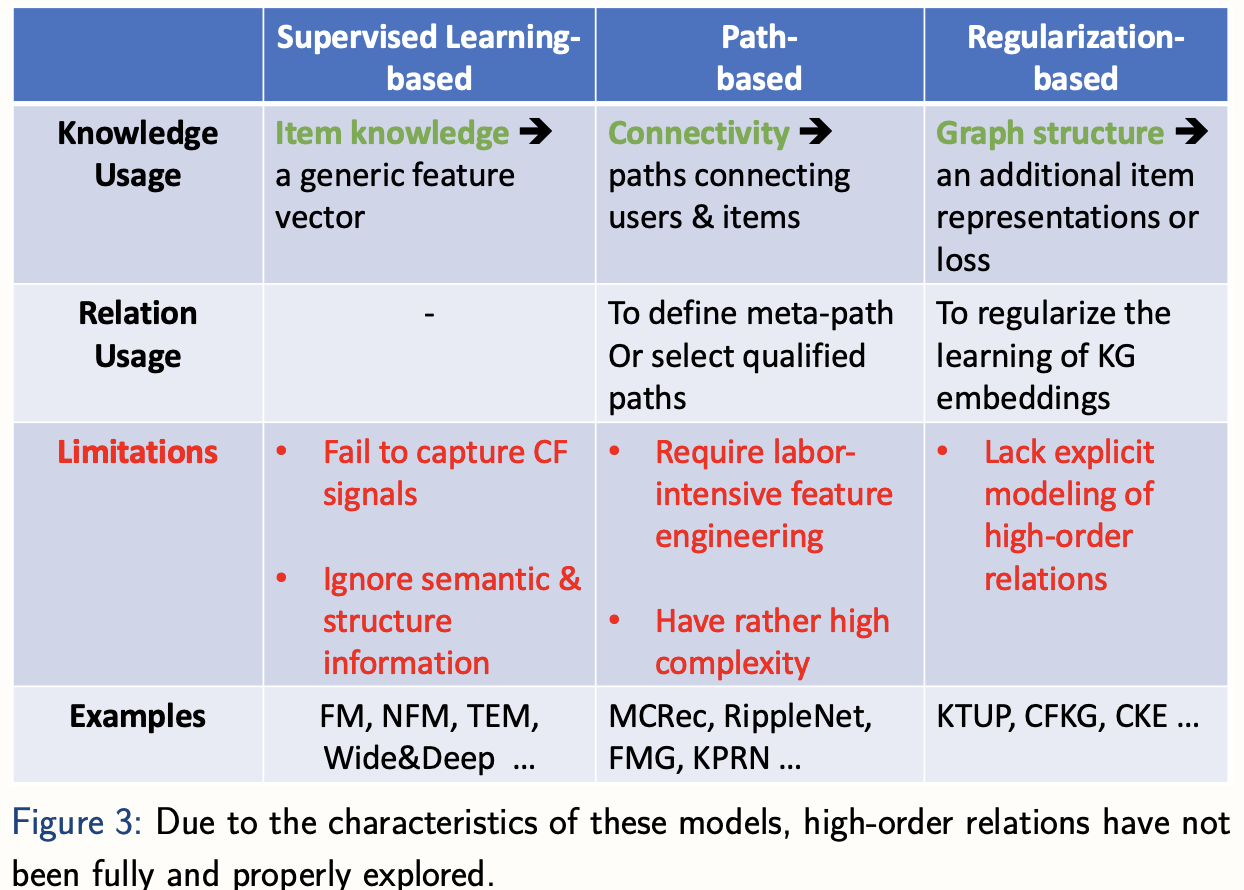 Supervised Learning-
based
Path-
based
Regularization-
based
Knowledge
Usage
Item knowledge ➔
a generic feature
vector
Connectivity ➔
paths connecting
users & items
Graph structure ➔
an additional item
representations or
loss
Relation
Usage
-
To define meta-path
Or select qualified
paths
To regularize the
learning of KG
embeddings
Limitations
• Fail to capture CF
signals
• Ignore semantic &
structure
information
• Require labor-
intensive feature
engineering
• Have rather high
complexity
• Lack explicit
modeling of
high-order
relations
Examples
FM, NFM, TEM,
Wide&Deep ...
MCRec, RippleNet,
FMG, KPRN ...
KTUP, CFKG, CKE ...
Figure 3: Due to the characteristics of these models, high-order relations have not
been fully and properly explored.